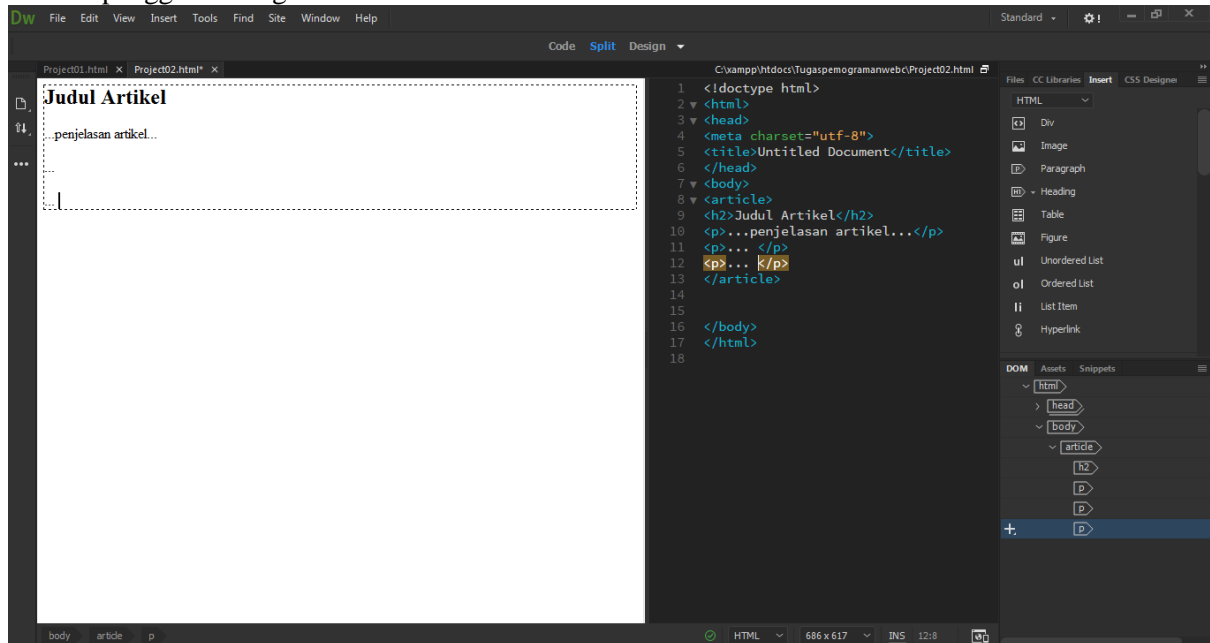 Dw File Edit View Insert Tools Find Site Window Help
Standard
Code Split Design
Project01.html × Project02.html* ×
C:\xampp\htdocs\Tugaspemogramanwebc\Project02.html
Judul Artikel
...penjelasan artikel...
...
...
1 <!doctype html>
2 <html>
3 <head>
4 <meta charset="utf-8">
5 <title>Untitled Document</title>
6 </head>
7 <body>
8 <article>
9 <h2>Judul Artikel</h2>
10 <p>...penjelasan artikel...</p>
11 <p>... </p>
12 <p>... </p>
13 </article>
14
15
16 </body>
17 </html>
18
Files CC Libraries Insert CSS Designer
HTML
Div
Image
Paragraph
Heading
Table
Figure
ul Unordered List
ol Ordered List
li List Item
Hyperlink
DOM Assets Snippets
html
head
body
article
h2
p
p
p
body article p
HTML 686 x 617 INS 12:8